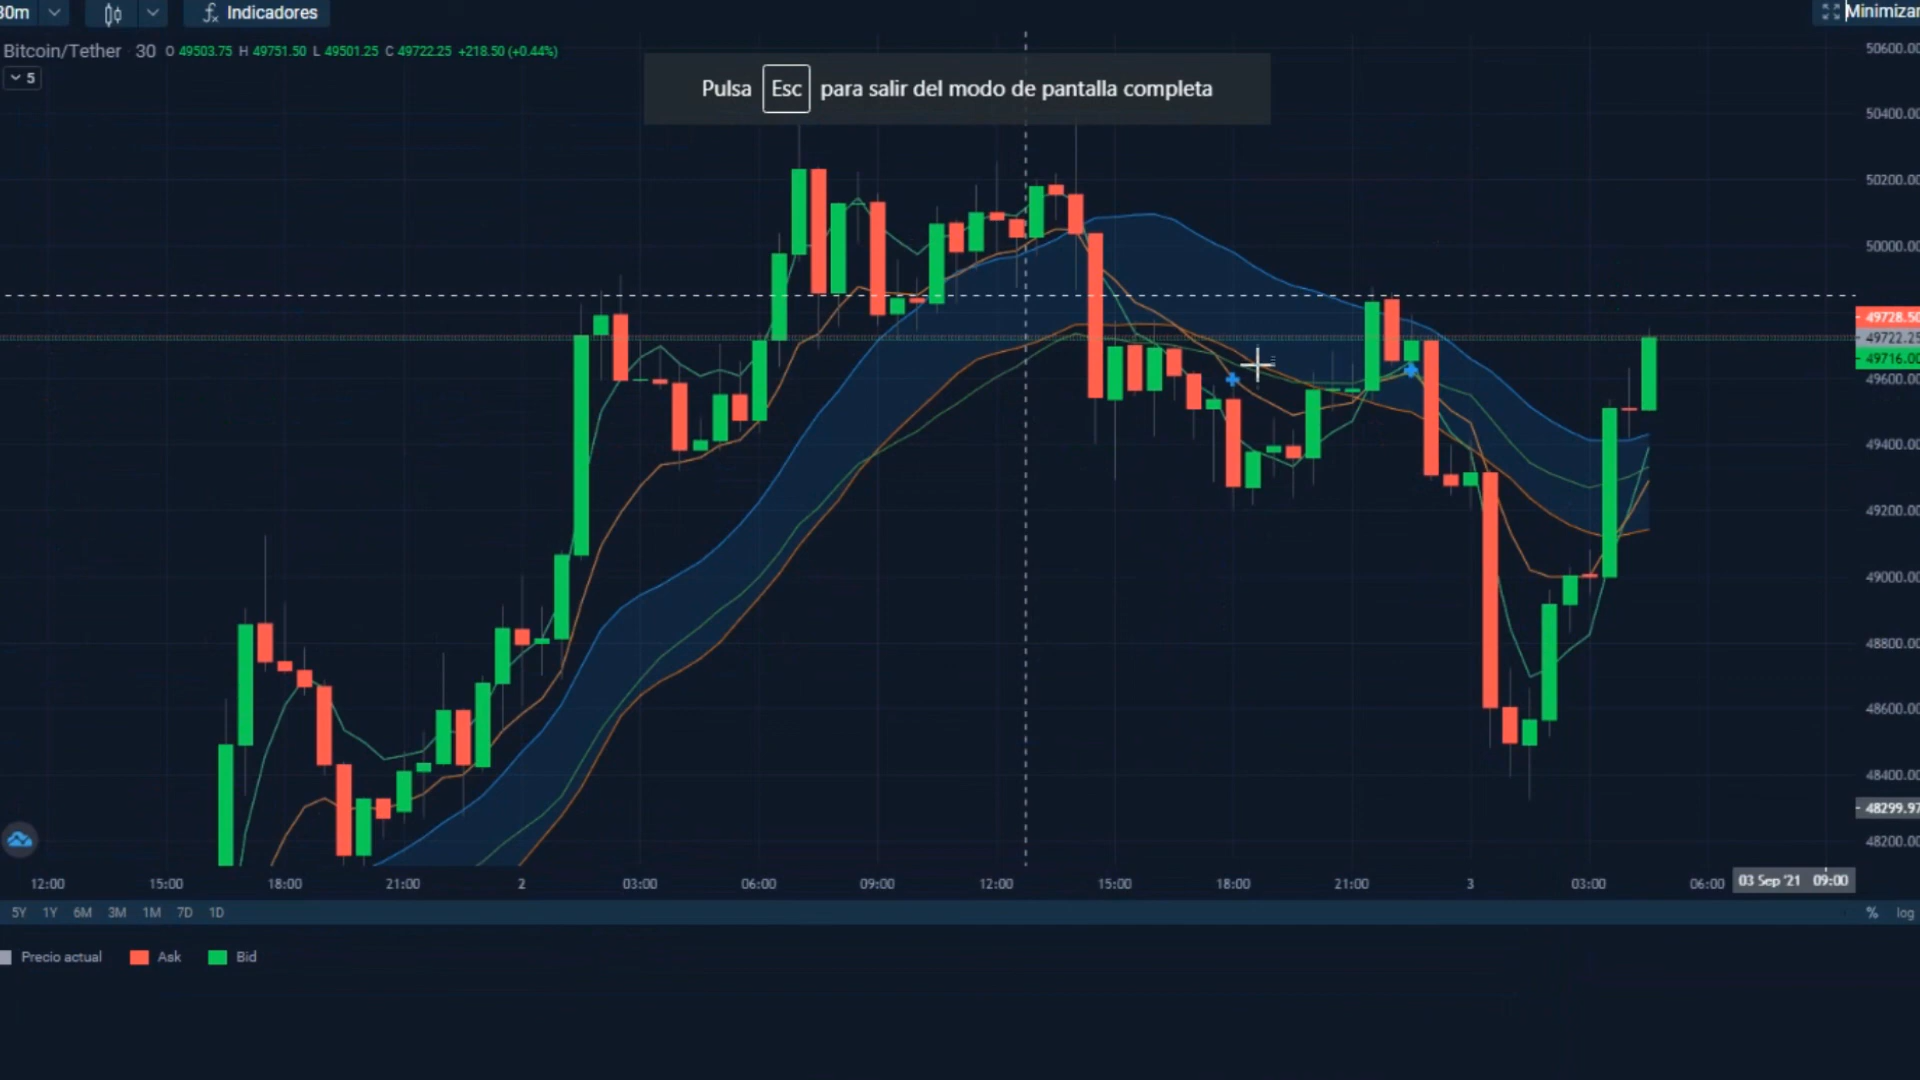 30m Indicadores Minimizar
Bitcoin/Tether 30 O 49503.75 H 49751.50 L 49501.25 C 49722.25 +218.50 (+0.44%)
5
Pulsa Esc para salir del modo de pantalla completa
50600.00
50400.00
50200.00
50000.00
49728.50
49722.25
49716.00
49600.00
49400.00
49200.00
49000.00
48800.00
48600.00
48400.00
48299.97
48200.00
12:00 15:00 18:00 21:00 2 03:00 06:00 09:00 12:00 15:00 18:00 21:00 3 03:00 06:00 03 Sep '21 09:00
5Y 1Y 6M 3M 1M 7D 1D % log
Precio actual Ask Bid